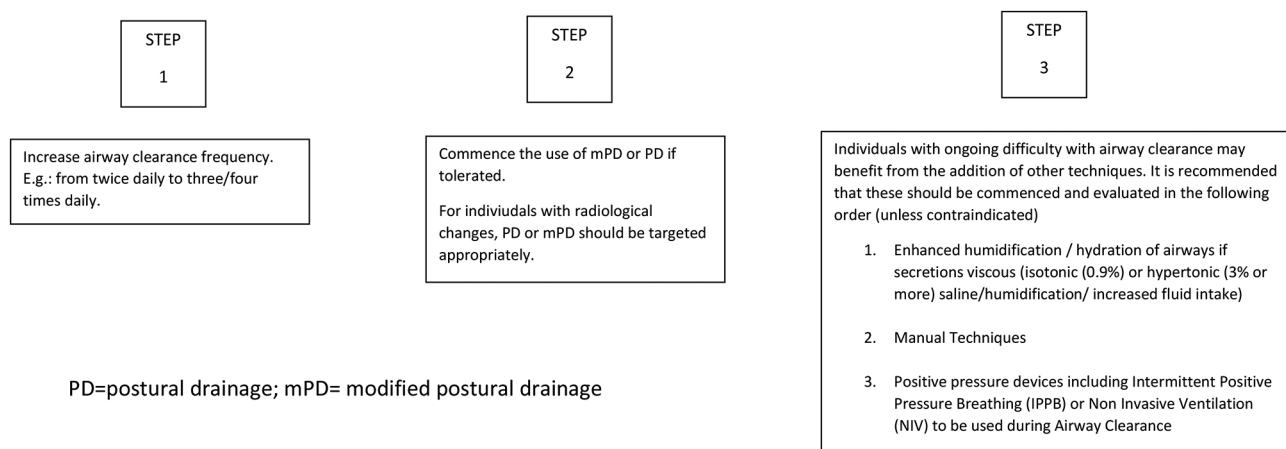 STEP
1
Increase airway clearance frequency.
E.g.: from twice daily to three/four
times daily.
STEP
2
Commence the use of mPD or PD if
tolerated.
For indiviudals with radiological
changes, PD or mPD should be targeted
appropriately.
STEP
3
Individuals with ongoing difficulty with airway clearance may
benefit from the addition of other techniques. It is recommended
that these should be commenced and evaluated in the following
order (unless contraindicated)
1. Enhanced humidification / hydration of airways if
secretions viscous (isotonic (0.9%) or hypertonic (3% or
more) saline/humidification/ increased fluid intake)
2. Manual Techniques
3. Positive pressure devices including Intermittent Positive
Pressure Breathing (IPPB) or Non Invasive Ventilation
(NIV) to be used during Airway Clearance
PD=postural drainage; mPD= modified postural drainage